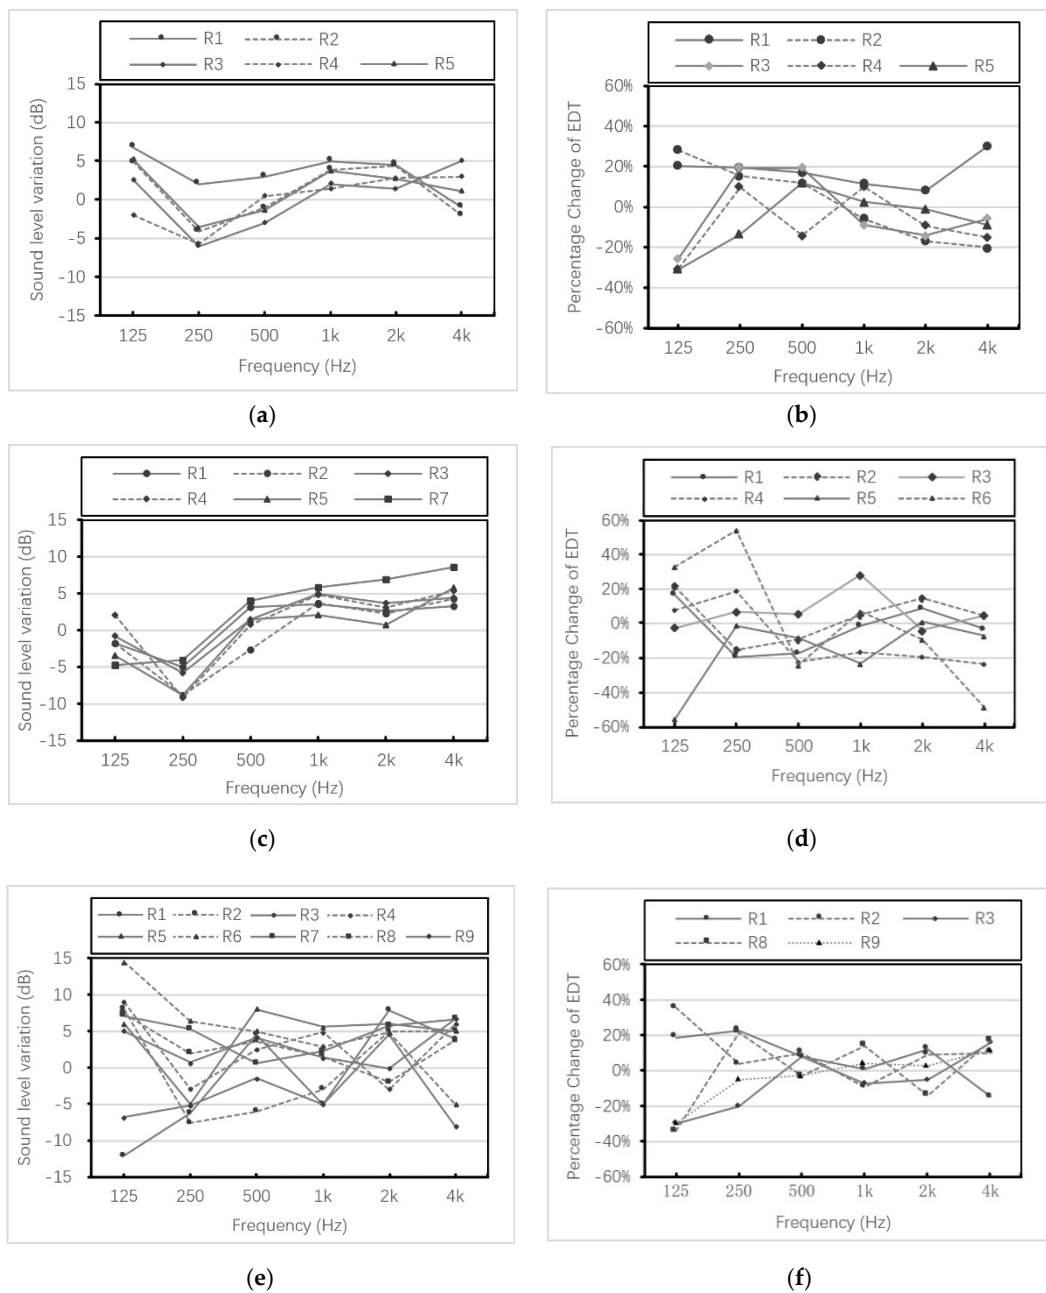 R1 R2
R3 R4 R5
15
10
5
0
-5
-10
-15
Sound level variation (dB)
125 250 500 1k 2k 4k
Frequency (Hz)
(a)
R1 R2
R3 R4 R5
60%
40%
20%
0%
-20%
-40%
-60%
Percentage Change of EDT
125 250 500 1k 2k 4k
Frequency (Hz)
(b)
R1 R2 R3
R4 R5 R7
15
10
5
0
-5
-10
-15
Sound level variation (dB)
125 250 500 1k 2k 4k
Frequency (Hz)
(c)
R1 R2 R3
R4 R5 R6
60%
40%
20%
0%
-20%
-40%
-60%
Percentage Change of EDT
125 250 500 1k 2k 4k
Frequency (Hz)
(d)
R1 R2 R3 R4
R5 R6 R7 R8 R9
15
10
5
0
-5
-10
-15
Sound level variation (dB)
125 250 500 1k 2k 4k
Frequency (Hz)
(e)
R1 R2 R3
R8 R9
60%
40%
20%
0%
-20%
-40%
-60%
Percentage Change of EDT
125 250 500 1k 2k 4k
Frequency (Hz)
(f)